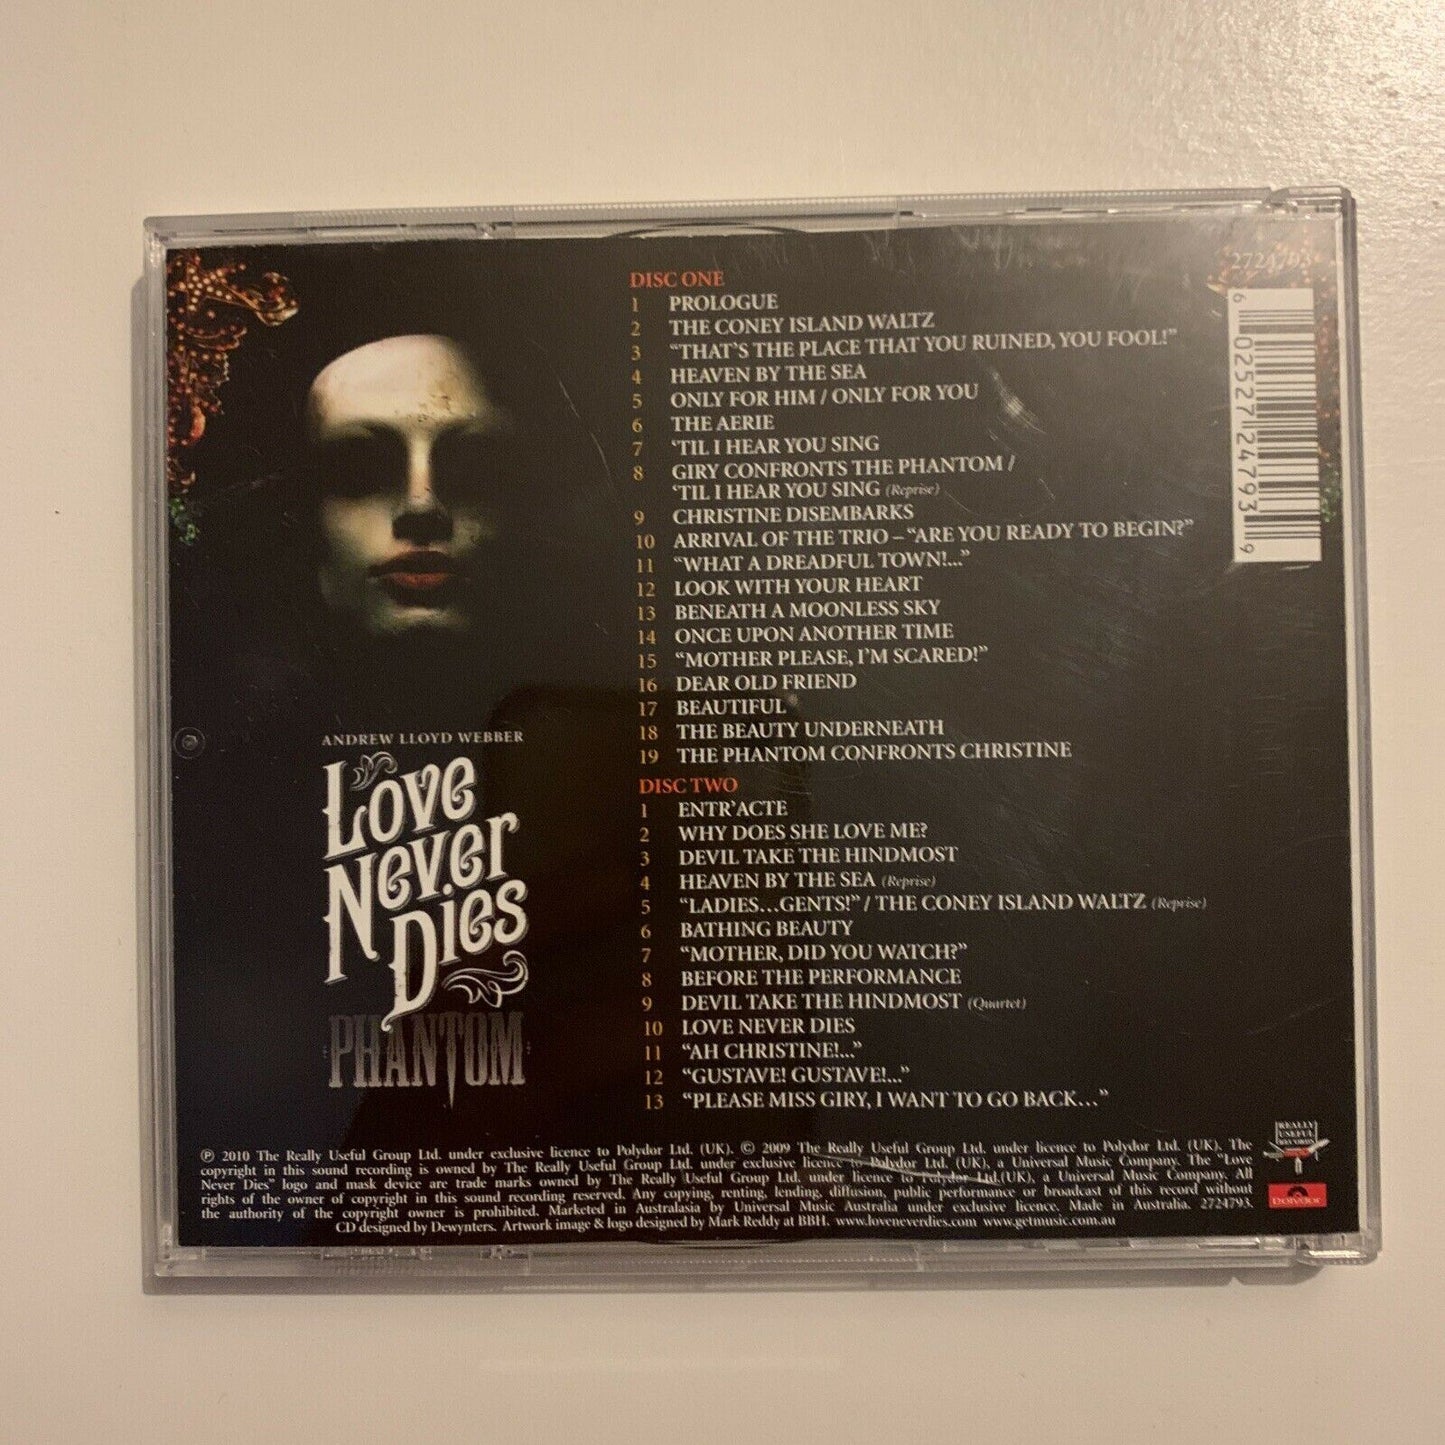 2724793
6 02527 24793 9
DISC ONE
1 PROLOGUE
2 THE CONEY ISLAND WALTZ
3 “THAT’S THE PLACE THAT YOU RUINED, YOU FOOL!”
4 HEAVEN BY THE SEA
5 ONLY FOR HIM / ONLY FOR YOU
6 THE AERIE
7 ‘TIL I HEAR YOU SING
8 GIRY CONFRONTS THE PHANTOM /
‘TIL I HEAR YOU SING (Reprise)
9 CHRISTINE DISEMBARKS
10 ARRIVAL OF THE TRIO – “ARE YOU READY TO BEGIN?”
11 “WHAT A DREADFUL TOWN!...”
12 LOOK WITH YOUR HEART
13 BENEATH A MOONLESS SKY
14 ONCE UPON ANOTHER TIME
15 “MOTHER PLEASE, I’M SCARED!”
16 DEAR OLD FRIEND
17 BEAUTIFUL
18 THE BEAUTY UNDERNEATH
19 THE PHANTOM CONFRONTS CHRISTINE
DISC TWO
1 ENTR’ACTE
2 WHY DOES SHE LOVE ME?
3 DEVIL TAKE THE HINDMOST
4 HEAVEN BY THE SEA (Reprise)
5 “LADIES...GENTS!” / THE CONEY ISLAND WALTZ (Reprise)
6 BATHING BEAUTY
7 “MOTHER, DID YOU WATCH?”
8 BEFORE THE PERFORMANCE
9 DEVIL TAKE THE HINDMOST (Quartet)
10 LOVE NEVER DIES
11 “AH CHRISTINE!...”
12 “GUSTAVE! GUSTAVE!...”
13 “PLEASE MISS GIRY, I WANT TO GO BACK...”
ANDREW LLOYD WEBBER
LOVE
NEVER
DIES
PHANTOM
℗ 2010 The Really Useful Group Ltd. under exclusive licence to Polydor Ltd. (UK). © 2009 The Really Useful Group Ltd. under licence to Polydor Ltd. (UK). The
copyright in this sound recording is owned by The Really Useful Group Ltd. under exclusive licence to Polydor Ltd. (UK), a Universal Music Company. The “Love
Never Dies” logo and mask device are trade marks owned by The Really Useful Group Ltd. under licence to Polydor Ltd.(UK), a Universal Music Company. All
rights of the owner of copyright in this sound recording reserved. Any copying, renting, lending, diffusion, public performance or broadcast of this record without
the authority of the copyright owner is prohibited. Marketed in Australasia by Universal Music Australia under exclusive licence. Made in Australia. 2724793.
CD designed by Dewynters. Artwork image & logo designed by Mark Reddy at BBH. www.loveneverdies.com www.getmusic.com.au
REALLY
USEFUL
RECORDS
Polydor